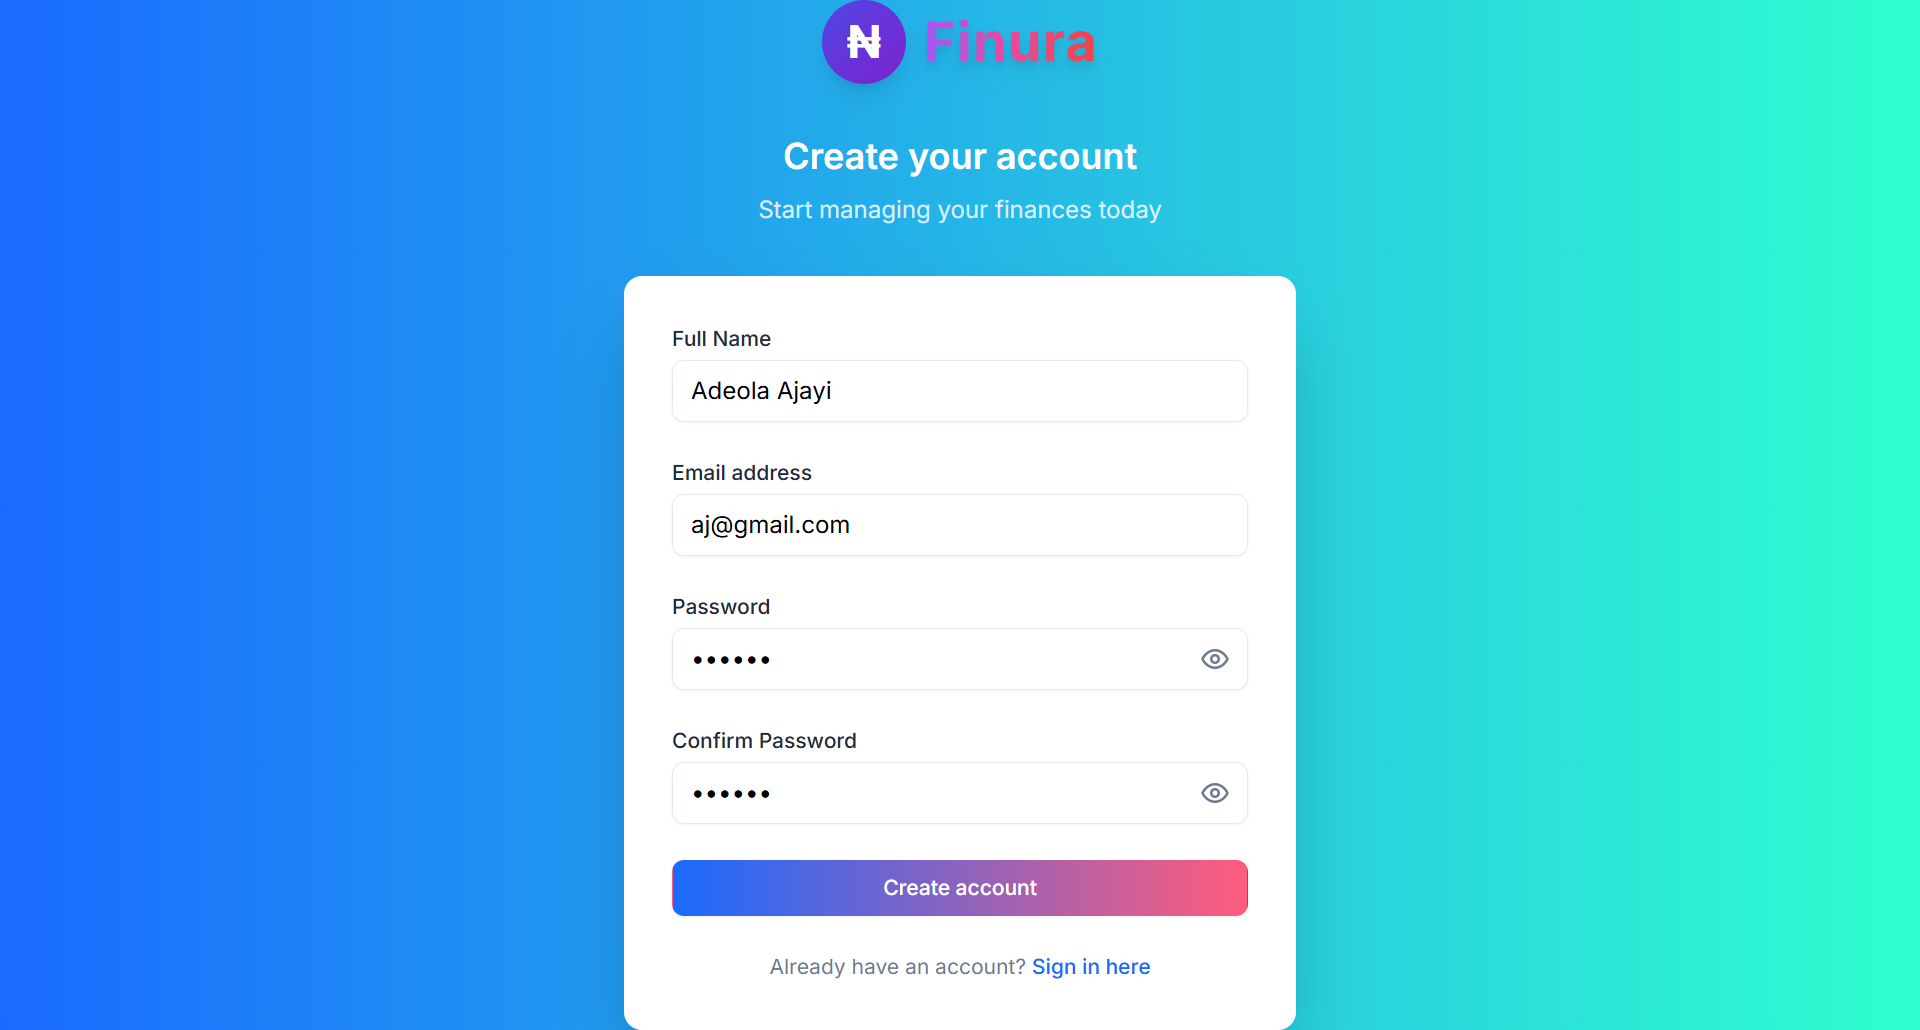 ₦ Finura
Create your account
Start managing your finances today
Full Name
Adeola Ajayi
Email address
aj@gmail.com
Password
••••••
Confirm Password
••••••
Create account
Already have an account? Sign in here